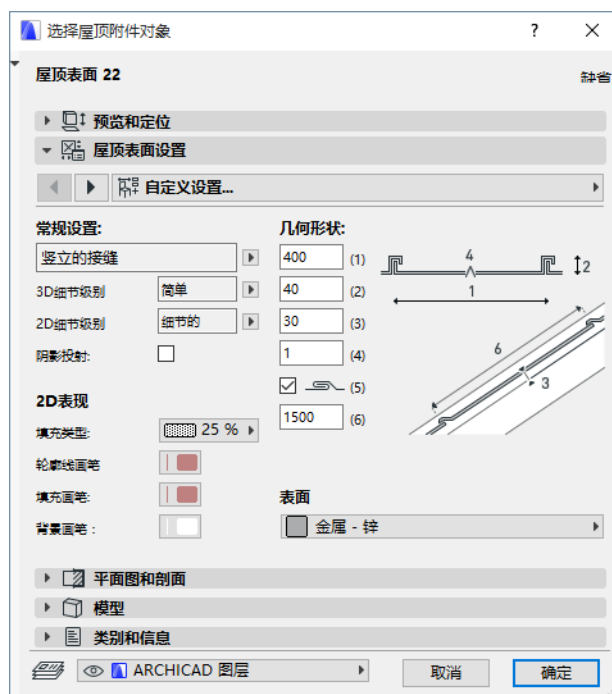 选择屋顶附件对象 ?
屋顶表面 22 缺省
预览和定位
屋顶表面设置
自定义设置...
常规设置: 几何形状:
竖立的接缝 400 (1) 4 2
3D细节级别 简单 40 (2) 1
2D细节级别 细节的 30 (3)
阴影投射: 1 (4) 6
(5) 3
2D表现 1500 (6)
填充类型: 25 %
轮廓线画笔
填充画笔: 表面
背景画笔: 金属 - 锌
平面图和剖面
模型
类别和信息
ARCHICAD 图层 取消 确定